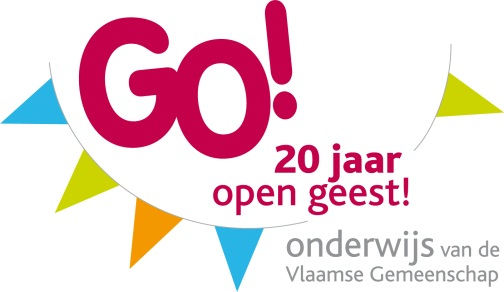 GO!
20 jaar
open geest!
onderwijs van de
Vlaamse Gemeenschap